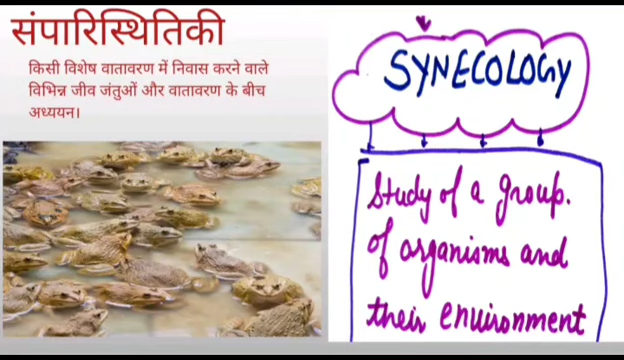 संपारिस्थितिकी
किसी विशेष वातावरण में निवास करने वाले
विभिन्न जीव जंतुओं और वातावरण के बीच
अध्ययन।
SYNECOLOGY
Study of a group.
of organisms and
their environment